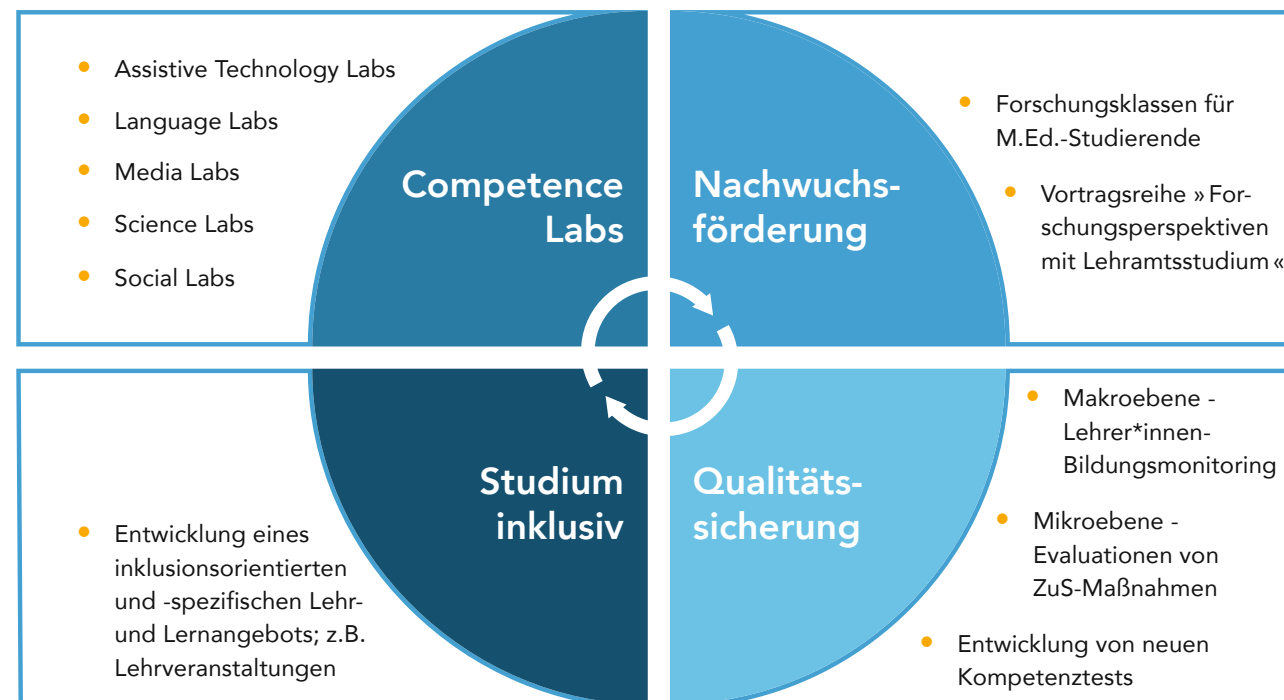 Assistive Technology Labs
Language Labs
Media Labs
Science Labs
Social Labs
Competence
Labs
Nachwuchs-
förderung
Forschungsklassen für
M.Ed.-Studierende
Vortragsreihe »For-
schungsperspektiven
mit Lehramtsstudium«
Studium
inklusiv
Entwicklung eines
inklusionsorientierten
und -spezifischen Lehr-
und Lernangebots; z.B.
Lehrveranstaltungen
Qualitäts-
sicherung
Makroebene -
Lehrer*innen-
Bildungsmonitoring
Mikroebene -
Evaluationen von
ZuS-Maßnahmen
Entwicklung von neuen
Kompetenztests